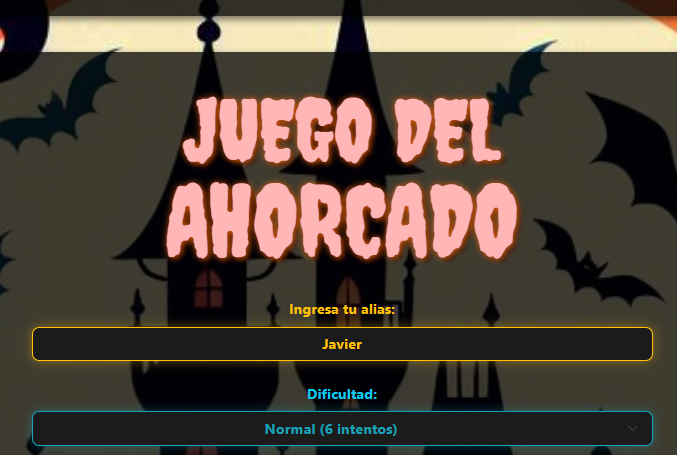 JUEGO DEL
AHORCADO
Ingresa tu alias:
Javier
Dificultad:
Normal (6 intentos)